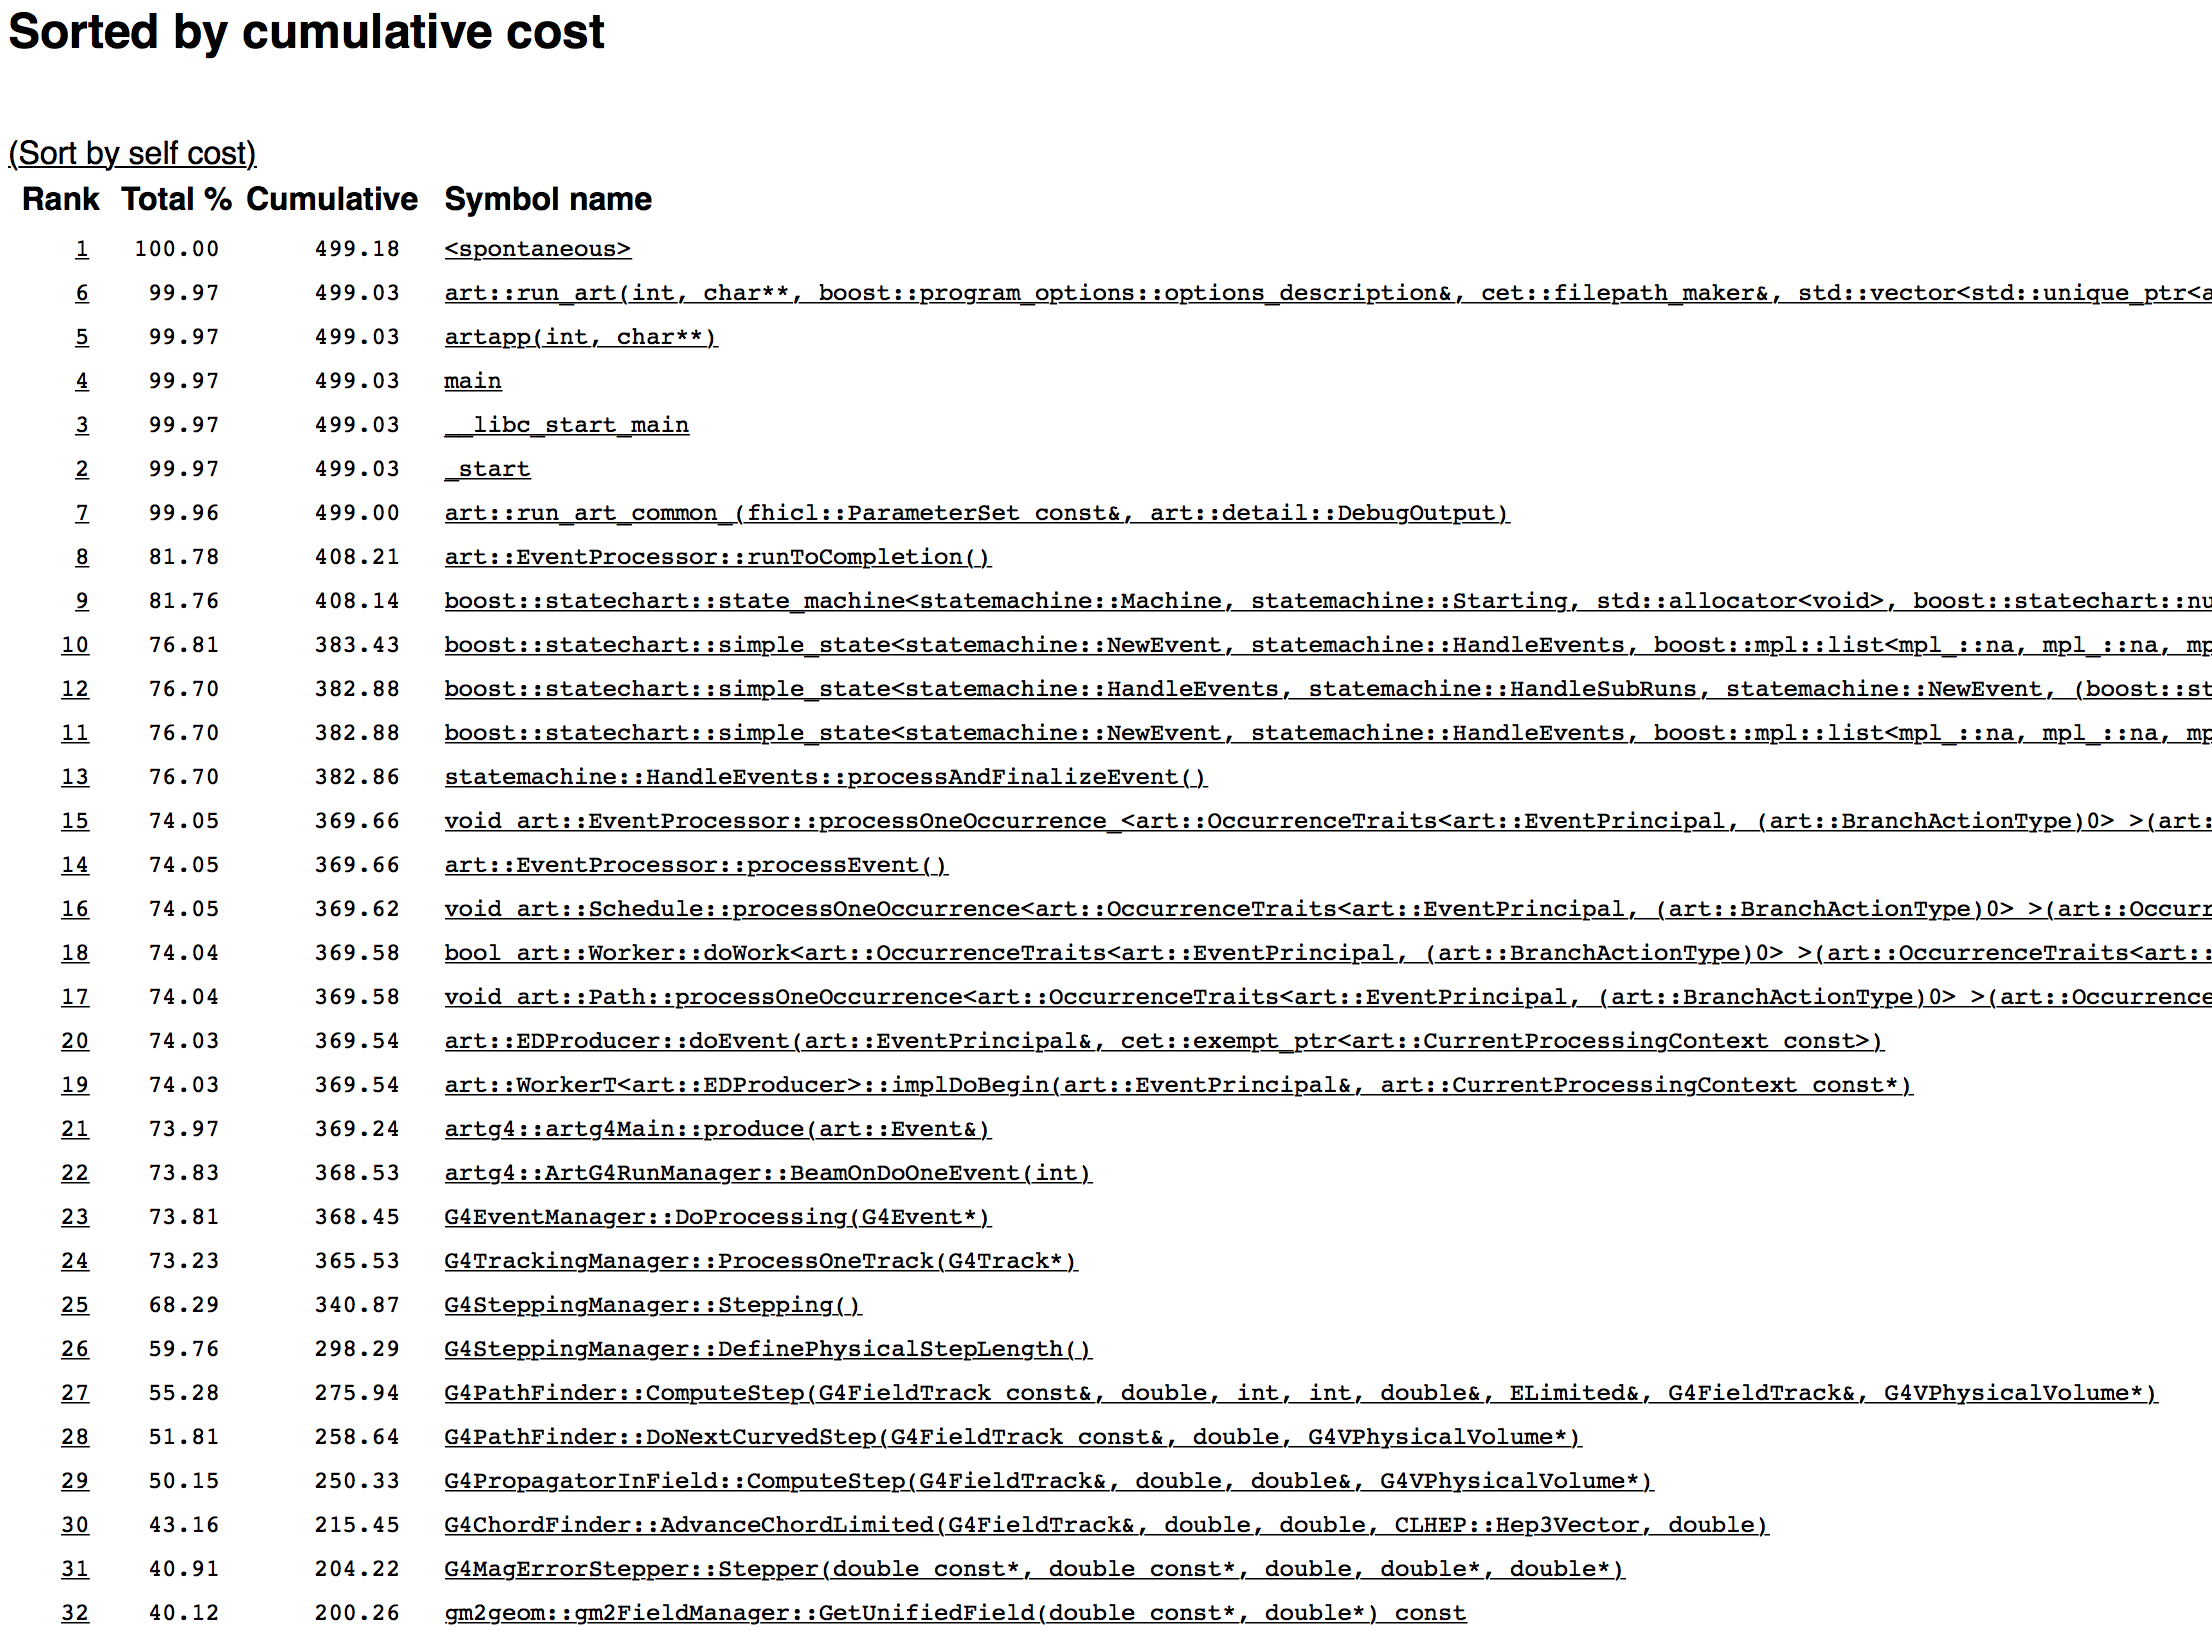 Sorted by cumulative cost
(Sort by self cost)
Rank Total % Cumulative Symbol name
1 100.00 499.18 <spontaneous>
6 99.97 499.03 art::run_art(int, char**, boost::program_options::options_description&, cet::filepath_maker&, std::vector<std::unique_ptr<a
5 99.97 499.03 artapp(int, char**)
4 99.97 499.03 main
3 99.97 499.03 __libc_start_main
2 99.97 499.03 _start
7 99.96 499.00 art::run_art_common_(fhicl::ParameterSet const&, art::detail::DebugOutput)
8 81.78 408.21 art::EventProcessor::runToCompletion()
9 81.76 408.14 boost::statechart::state_machine<statemachine::Machine, statemachine::Starting, std::allocator<void>, boost::statechart::nu
10 76.81 383.43 boost::statechart::simple_state<statemachine::NewEvent, statemachine::HandleEvents, boost::mpl::list<mpl_::na, mpl_::na, mp
12 76.70 382.88 boost::statechart::simple_state<statemachine::HandleEvents, statemachine::HandleSubRuns, statemachine::NewEvent, (boost::st
11 76.70 382.88 boost::statechart::simple_state<statemachine::NewEvent, statemachine::HandleEvents, boost::mpl::list<mpl_::na, mpl_::na, mp
13 76.70 382.86 statemachine::HandleEvents::processAndFinalizeEvent()
15 74.05 369.66 void art::EventProcessor::processOneOccurrence_<art::OccurrenceTraits<art::EventPrincipal, (art::BranchActionType)0> >(art:
14 74.05 369.66 art::EventProcessor::processEvent()
16 74.05 369.62 void art::Schedule::processOneOccurrence<art::OccurrenceTraits<art::EventPrincipal, (art::BranchActionType)0> >(art::Occurr
18 74.04 369.58 bool art::Worker::doWork<art::OccurrenceTraits<art::EventPrincipal, (art::BranchActionType)0> >(art::OccurrenceTraits<art::
17 74.04 369.58 void art::Path::processOneOccurrence<art::OccurrenceTraits<art::EventPrincipal, (art::BranchActionType)0> >(art::Occurrence
20 74.03 369.54 art::EDProducer::doEvent(art::EventPrincipal&, cet::exempt_ptr<art::CurrentProcessingContext const>)
19 74.03 369.54 art::WorkerT<art::EDProducer>::implDoBegin(art::EventPrincipal&, art::CurrentProcessingContext const*)
21 73.97 369.24 artg4::artg4Main::produce(art::Event&)
22 73.83 368.53 artg4::ArtG4RunManager::BeamOnDoOneEvent(int)
23 73.81 368.45 G4EventManager::DoProcessing(G4Event*)
24 73.23 365.53 G4TrackingManager::ProcessOneTrack(G4Track*)
25 68.29 340.87 G4SteppingManager::Stepping()
26 59.76 298.29 G4SteppingManager::DefinePhysicalStepLength()
27 55.28 275.94 G4PathFinder::ComputeStep(G4FieldTrack const&, double, int, int, double&, ELimited&, G4FieldTrack&, G4VPhysicalVolume*)
28 51.81 258.64 G4PathFinder::DoNextCurvedStep(G4FieldTrack const&, double, G4VPhysicalVolume*)
29 50.15 250.33 G4PropagatorInField::ComputeStep(G4FieldTrack&, double, double&, G4VPhysicalVolume*)
30 43.16 215.45 G4ChordFinder::AdvanceChordLimited(G4FieldTrack&, double, double, CLHEP::Hep3Vector, double)
31 40.91 204.22 G4MagErrorStepper::Stepper(double const*, double const*, double, double*, double*)
32 40.12 200.26 gm2geom::gm2FieldManager::GetUnifiedField(double const*, double*) const